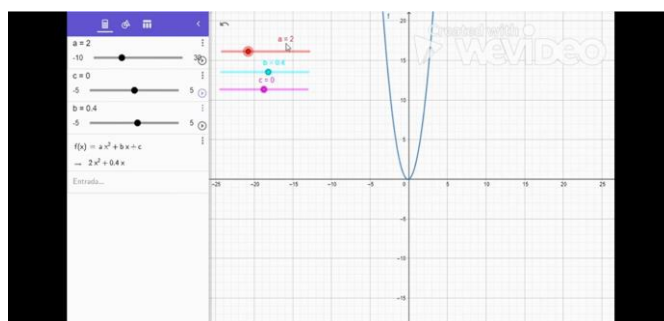 a = 2
-10
c = 0
-5 5
b = 0.4
-5 5
f(x) = a x² + b x + c
→ 2 x² + 0.4 x
Entrada...
a = 2
b = 0.4
c = 0
f
Created with
WeVideo
20
15
10
5
0
-5
-10
-15
-25 -20 -15 -10 -5 5 10 15 20 25